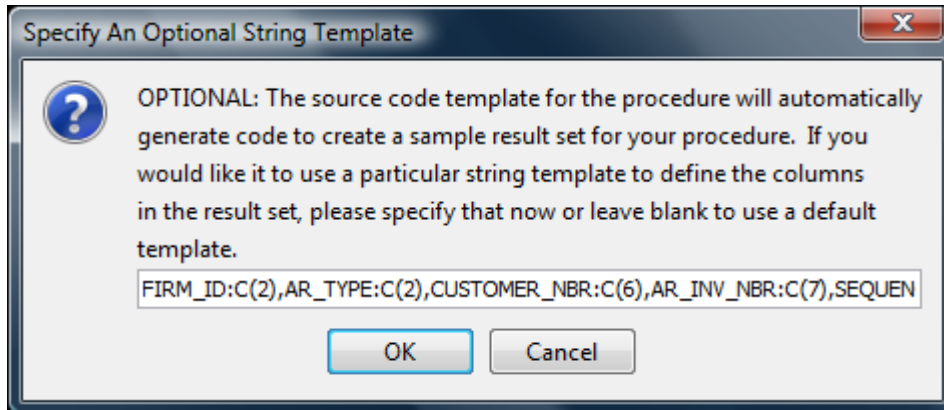 Specify An Optional String Template
OPTIONAL: The source code template for the procedure will automatically
generate code to create a sample result set for your procedure.  If you
would like it to use a particular string template to define the columns
in the result set, please specify that now or leave blank to use a default
template.
FIRM_ID:C(2),AR_TYPE:C(2),CUSTOMER_NBR:C(6),AR_INV_NBR:C(7),SEQUEN
OK
Cancel